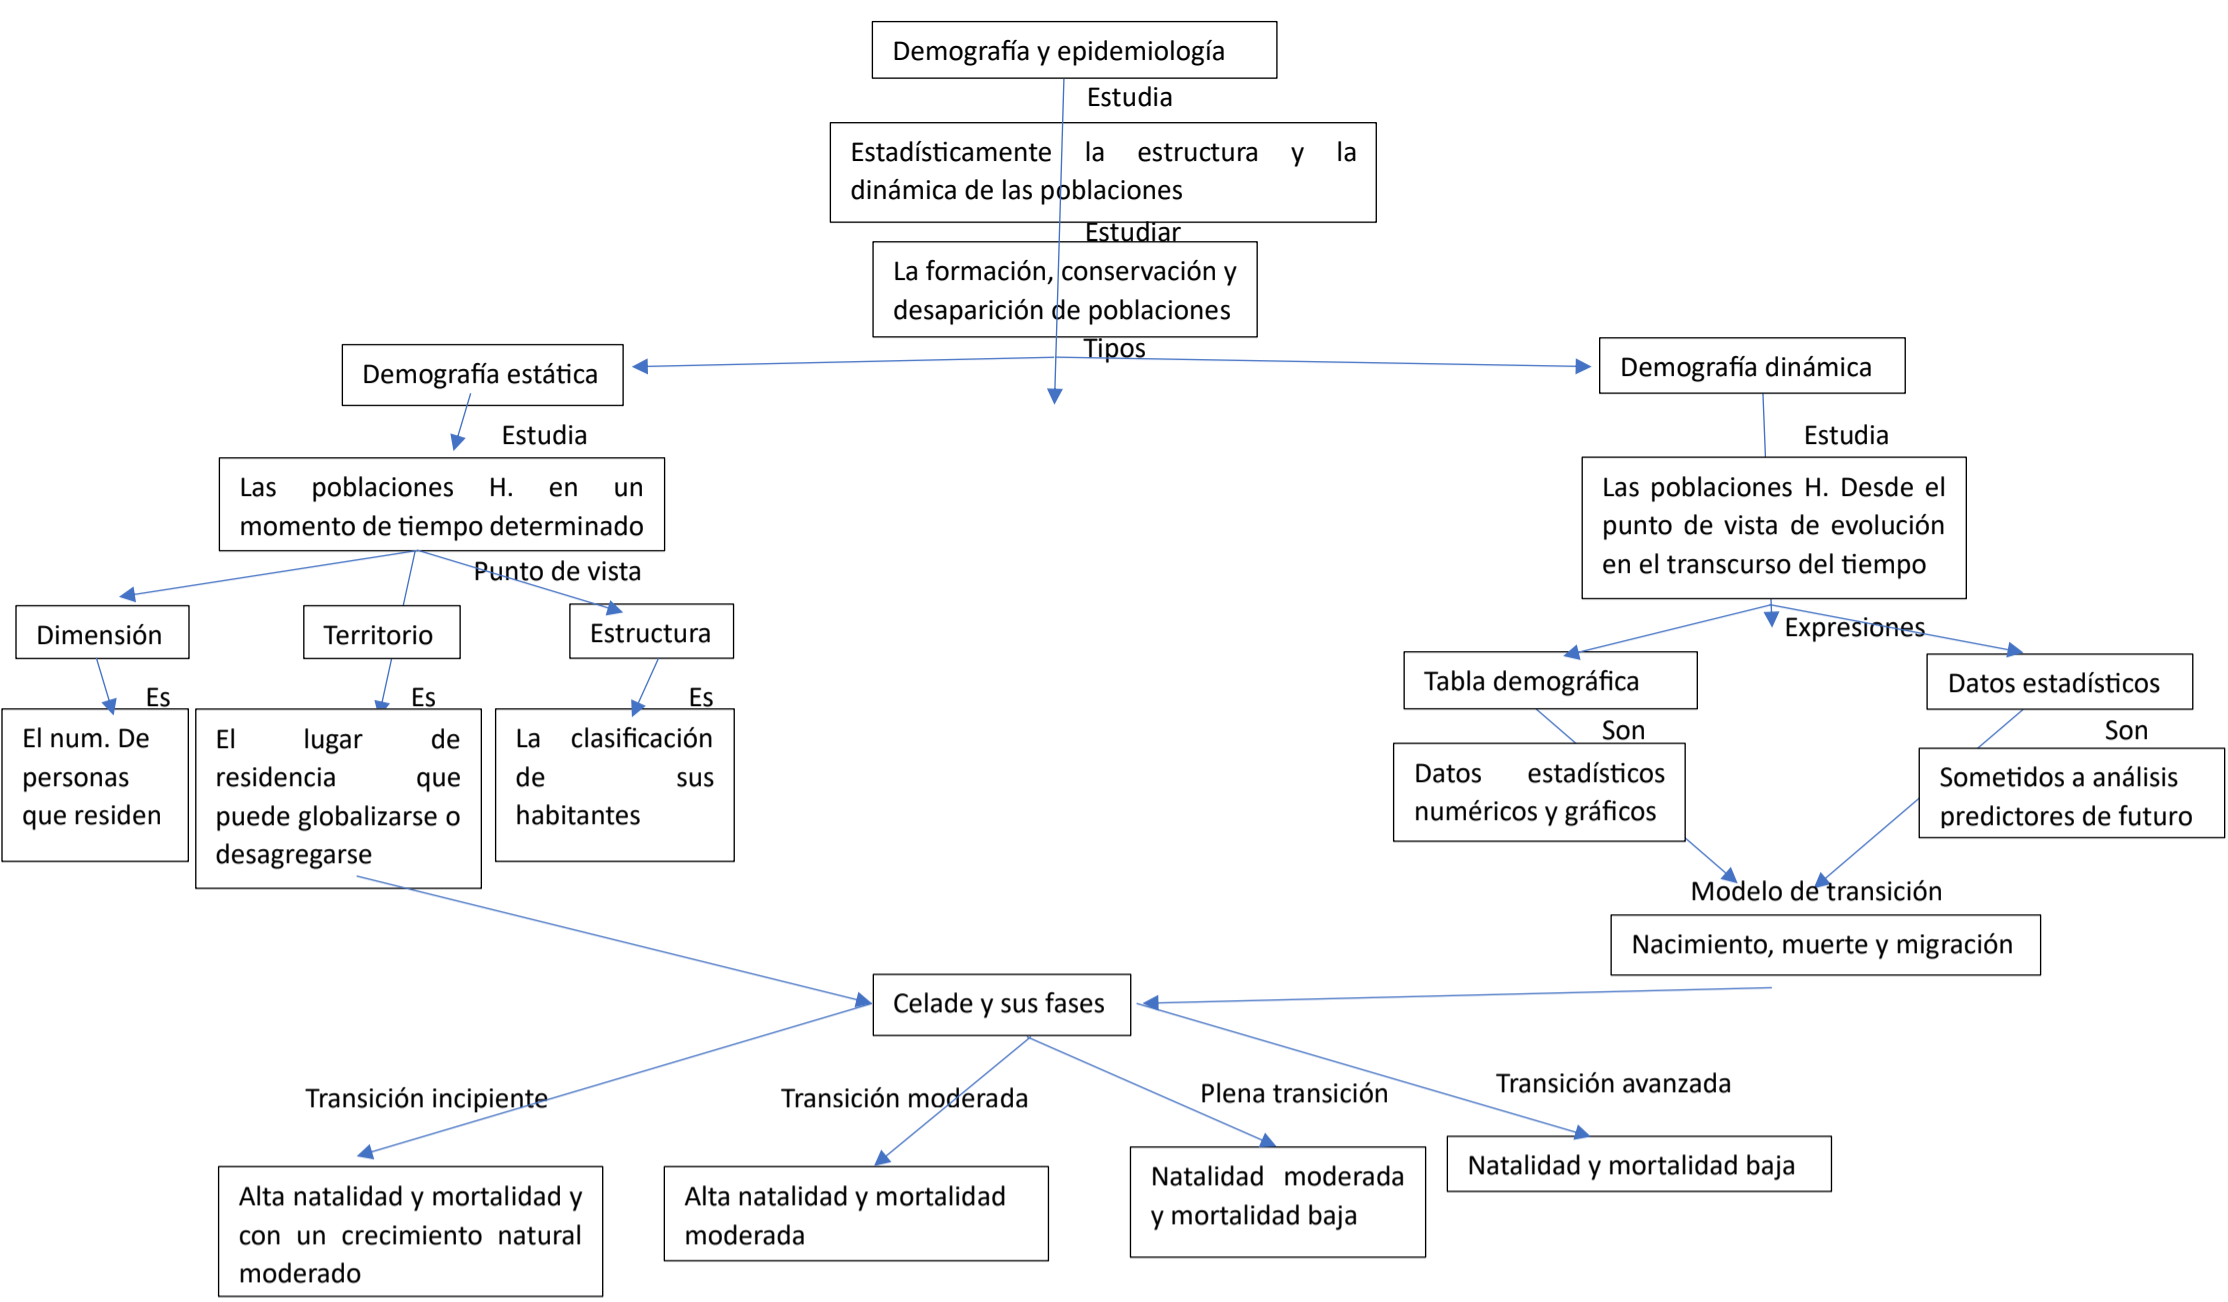 Demografía y epidemiología
Estudia
Estadísticamente la estructura y la
dinámica de las poblaciones
Estudiar
La formación, conservación y
desaparición de poblaciones
Tipos
Demografía estática
Demografía dinámica
Estudia
Estudia
Las poblaciones H. en un
momento de tiempo determinado
Las poblaciones H. Desde el
punto de vista de evolución
en el transcurso del tiempo
Punto de vista
Expresiones
Dimensión
Territorio
Estructura
Tabla demográfica
Datos estadísticos
Es
Es
Es
Son
Son
El num. De
personas
que residen
El lugar de
residencia que
puede globalizarse o
desagregarse
La clasificación
de sus
habitantes
Datos estadísticos
numéricos y gráficos
Sometidos a análisis
predictores de futuro
Modelo de transición
Nacimiento, muerte y migración
Celade y sus fases
Transición incipiente
Transición moderada
Plena transición
Transición avanzada
Alta natalidad y mortalidad y
con un crecimiento natural
moderado
Alta natalidad y mortalidad
moderada
Natalidad moderada
y mortalidad baja
Natalidad y mortalidad baja